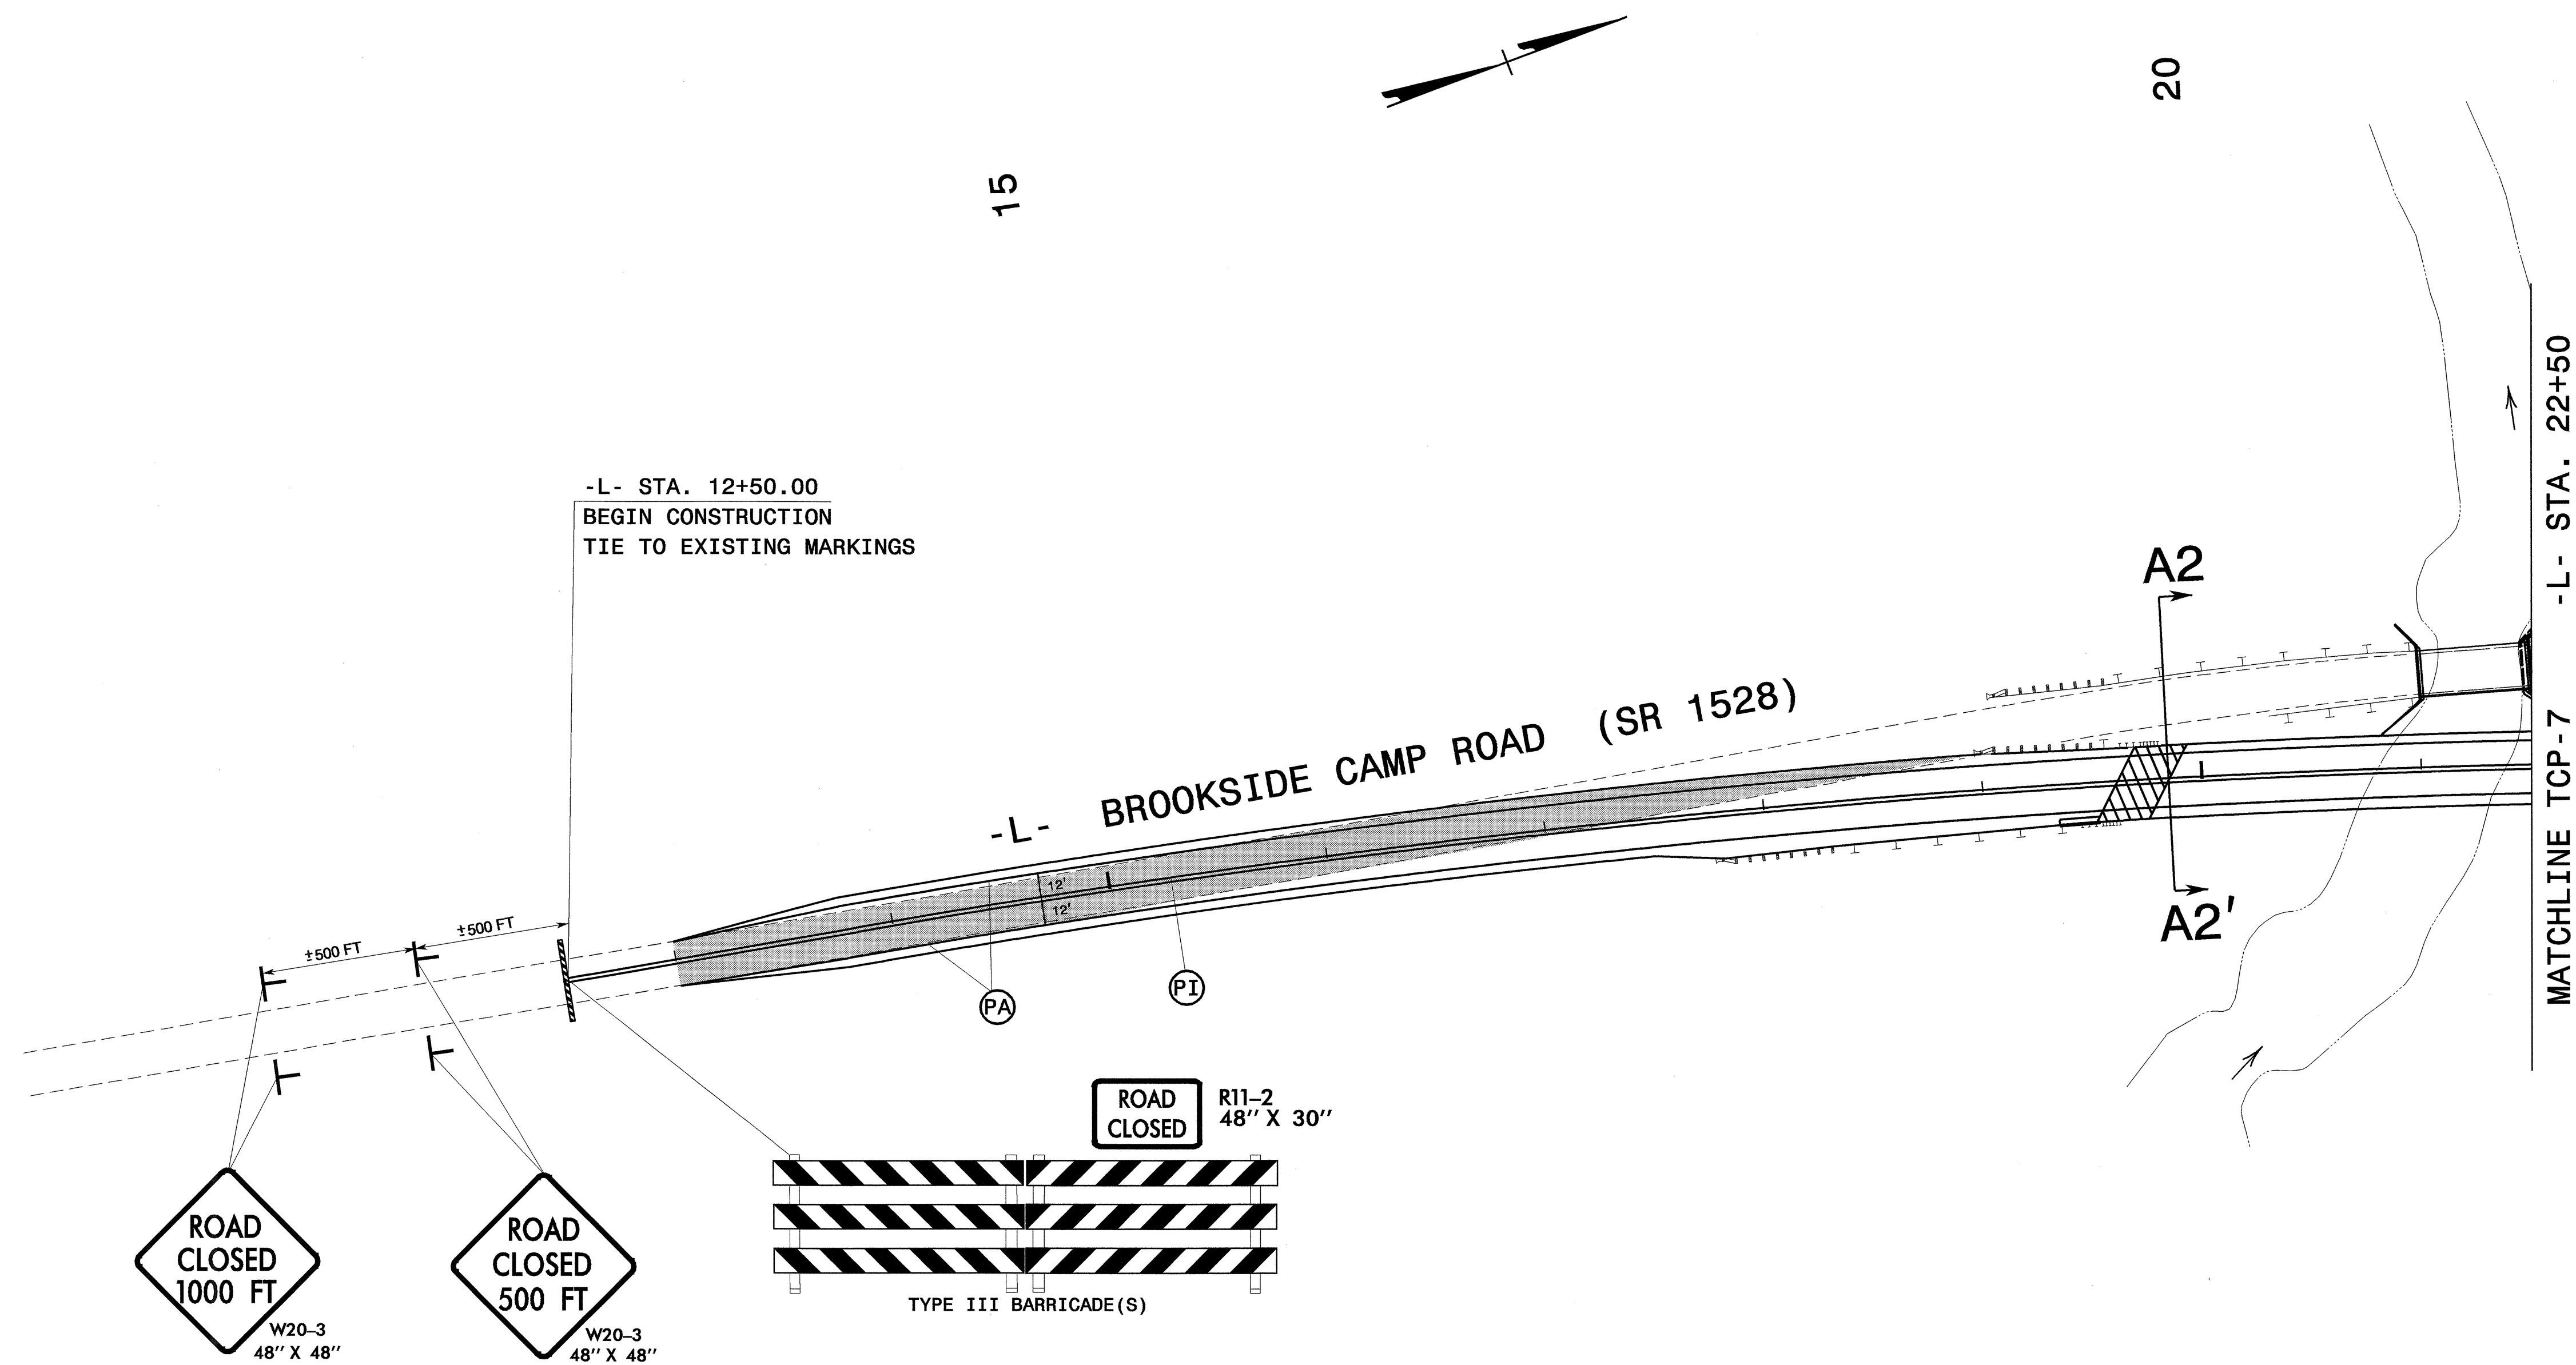 20
15
-L- STA. 12+50.00
BEGIN CONSTRUCTION
TIE TO EXISTING MARKINGS
A2
-L- BROOKSIDE CAMP ROAD (SR 1528)
12'
12'
A2'
±500 FT
±500 FT
PA
PI
MATCHLINE TCP-7 -L- STA. 22+50
ROAD
CLOSED
R11-2
48" X 30"
TYPE III BARRICADE(S)
ROAD
CLOSED
1000 FT
W20-3
48" X 48"
ROAD
CLOSED
500 FT
W20-3
48" X 48"